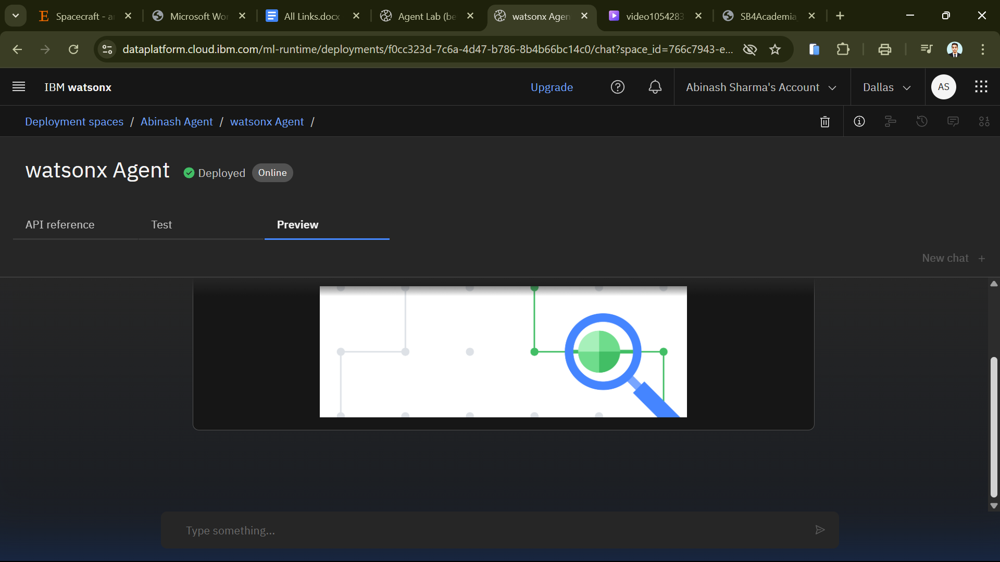 Spacecraft - ar
Microsoft Wor
All Links.docx
Agent Lab (be
watsonx Agen
video1054283
SB4Academia_
dataplatform.cloud.ibm.com/ml-runtime/deployments/f0cc323d-7c6a-4d47-b786-8b4b66bc14c0/chat?space_id=766c7943-e...
IBM watsonx
Upgrade
Abinash Sharma's Account
Dallas
AS
Deployment spaces / Abinash Agent / watsonx Agent /
watsonx Agent
Deployed
Online
API reference
Test
Preview
New chat +
Type something...